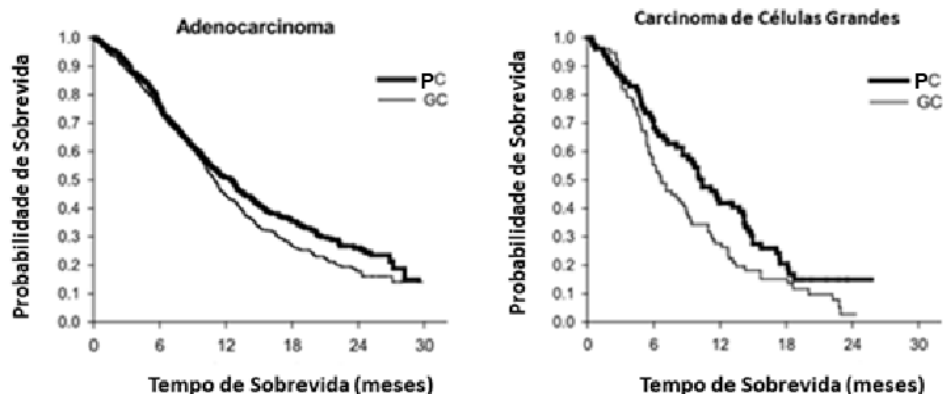 Adenocarcinoma
Probabilidade de Sobrevida
1.0
0.9
0.8
0.7
0.6
0.5
0.4
0.3
0.2
0.1
0.0
PC
GC
0 6 12 18 24 30
Tempo de Sobrevida (meses)
Carcinoma de Células Grandes
Probabilidade de Sobrevida
1.0
0.9
0.8
0.7
0.6
0.5
0.4
0.3
0.2
0.1
0.0
PC
GC
0 6 12 18 24 30
Tempo de Sobrevida (meses)